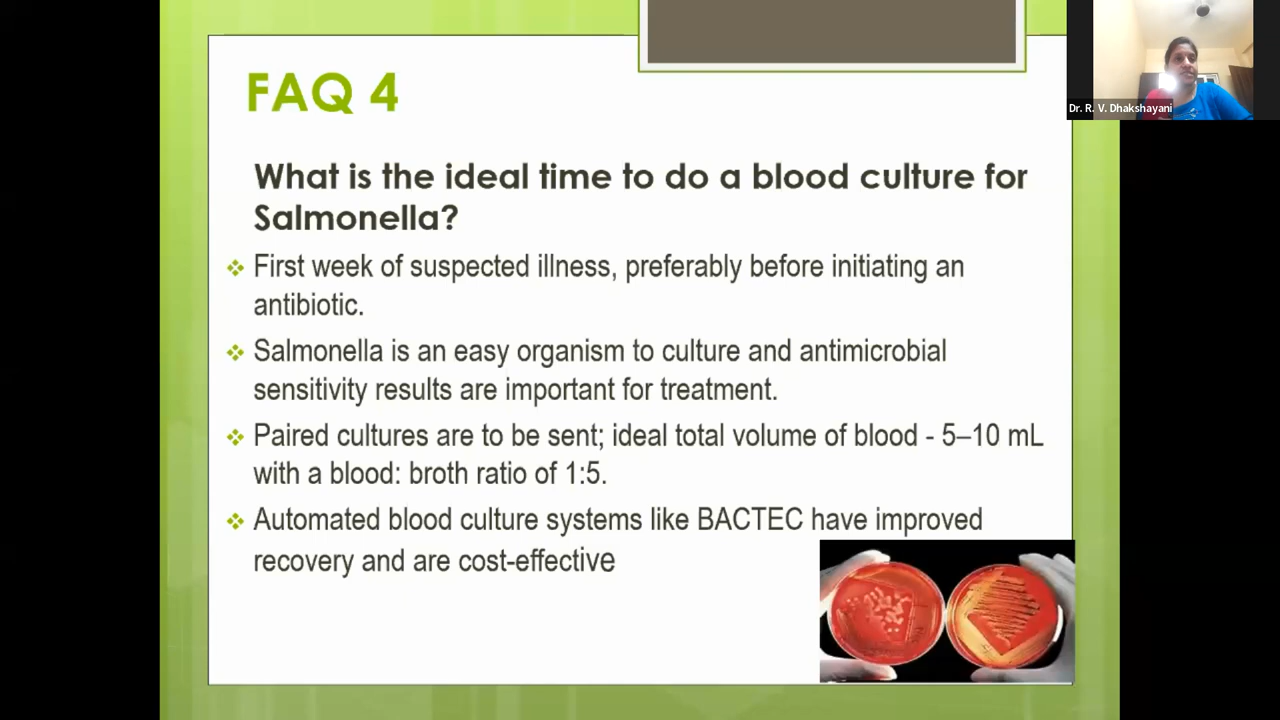 Dr. R. V. Dhakshayani
FAQ 4
What is the ideal time to do a blood culture for
Salmonella?
First week of suspected illness, preferably before initiating an
antibiotic.
Salmonella is an easy organism to culture and antimicrobial
sensitivity results are important for treatment.
Paired cultures are to be sent; ideal total volume of blood - 5–10 mL
with a blood: broth ratio of 1:5.
Automated blood culture systems like BACTEC have improved
recovery and are cost-effective